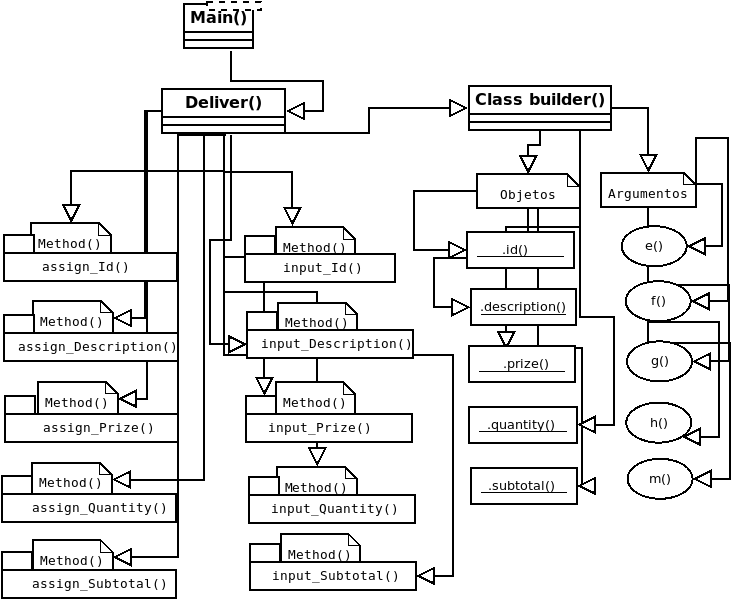 Main()
Deliver()
Class builder()
Objetos
Argumentos
Method()
assign_Id()
Method()
input_Id()
.id()
e()
Method()
assign_Description()
Method()
input_Description()
.description()
f()
.prize()
g()
Method()
assign_Prize()
Method()
input_Prize()
.quantity()
h()
Method()
assign_Quantity()
Method()
input_Quantity()
.subtotal()
m()
Method()
assign_Subtotal()
Method()
input_Subtotal()